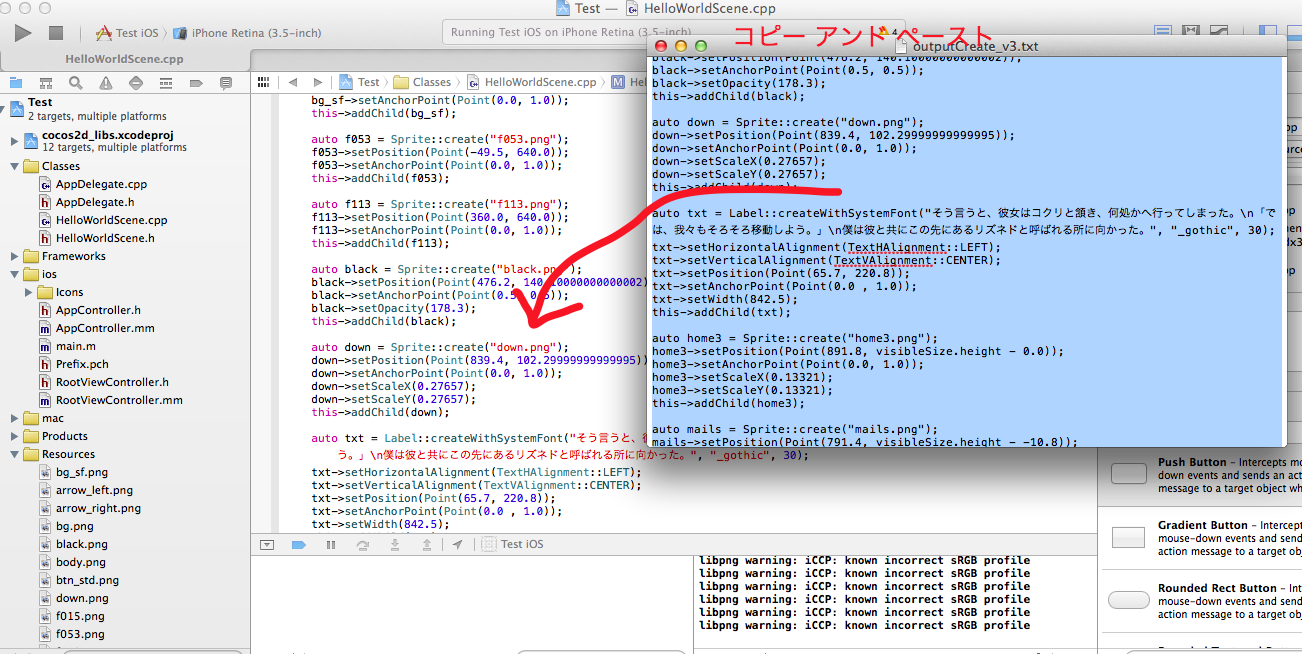 Test — HelloWorldScene.cpp
Test iOS
iPhone Retina (3.5-inch)
Running Test iOS on iPhone Retina (3.5-inch)
4
コピー アンド ペースト
HelloWorldScene.cpp
Test
Classes
HelloWorldScene.cpp
Test
2 targets, multiple platforms
cocos2d_libs.xcodeproj
12 targets, multiple platforms
Classes
AppDelegate.cpp
AppDelegate.h
HelloWorldScene.cpp
HelloWorldScene.h
Frameworks
ios
Icons
AppController.h
AppController.mm
main.m
Prefix.pch
RootViewController.h
RootViewController.mm
mac
Products
Resources
bg_sf.png
arrow_left.png
arrow_right.png
bg.png
black.png
body.png
btn_std.png
down.png
f015.png
f053.png
bg_sf->setAnchorPoint(Point(0.0, 1.0));
this->addChild(bg_sf);
auto f053 = Sprite::create("f053.png");
f053->setPosition(Point(-49.5, 640.0));
f053->setAnchorPoint(Point(0.0, 1.0));
this->addChild(f053);
auto f113 = Sprite::create("f113.png");
f113->setPosition(Point(360.0, 640.0));
f113->setAnchorPoint(Point(0.0, 1.0));
this->addChild(f113);
auto black = Sprite::create("black.png");
black->setPosition(Point(476.2, 140.10000000000002)
black->setAnchorPoint(Point(0.5, 0.5));
black->setOpacity(178.3);
this->addChild(black);
auto down = Sprite::create("down.png");
down->setPosition(Point(839.4, 102.29999999999995))
down->setAnchorPoint(Point(0.0, 1.0));
down->setScaleX(0.27657);
down->setScaleY(0.27657);
this->addChild(down);
auto txt = Label::createWithSystemFont("そう言うと、
う。」\n僕は彼と共にこの先にあるリズネドと呼ばれる所に向かった。", "_gothic", 30);
txt->setHorizontalAlignment(TextHAlignment::LEFT);
txt->setVerticalAlignment(TextVAlignment::CENTER);
txt->setPosition(Point(65.7, 220.8));
txt->setAnchorPoint(Point(0.0 , 1.0));
txt->setWidth(842.5);
Test iOS
outputCreate_v3.txt
black->setPosition(Point(476.2, 140.10000000000002));
black->setAnchorPoint(Point(0.5, 0.5));
black->setOpacity(178.3);
this->addChild(black);
auto down = Sprite::create("down.png");
down->setPosition(Point(839.4, 102.29999999999995));
down->setAnchorPoint(Point(0.0, 1.0));
down->setScaleX(0.27657);
down->setScaleY(0.27657);
this->addChild(down);
auto txt = Label::createWithSystemFont("そう言うと、彼女はコクリと頷き、何処かへ行ってしまった。\n「で
は、我々もそろそろ移動しよう。」\n僕は彼と共にこの先にあるリズネドと呼ばれる所に向かった。", "_gothic", 30);
txt->setHorizontalAlignment(TextHAlignment::LEFT);
txt->setVerticalAlignment(TextVAlignment::CENTER);
txt->setPosition(Point(65.7, 220.8));
txt->setAnchorPoint(Point(0.0 , 1.0));
txt->setWidth(842.5);
this->addChild(txt);
auto home3 = Sprite::create("home3.png");
home3->setPosition(Point(891.8, visibleSize.height - 0.0));
home3->setAnchorPoint(Point(0.0, 1.0));
home3->setScaleX(0.13321);
home3->setScaleY(0.13321);
this->addChild(home3);
auto mails = Sprite::create("mails.png");
mails->setPosition(Point(791.4, visibleSize.height - -10.8));
libpng warning: iCCP: known incorrect sRGB profile
libpng warning: iCCP: known incorrect sRGB profile
libpng warning: iCCP: known incorrect sRGB profile
libpng warning: iCCP: known incorrect sRGB profile
libpng warning: iCCP: known incorrect sRGB profile
libpng warning: iCCP: known incorrect sRGB profile
Push Button – Intercepts mo
down events and sends an act
message to a target object wh
Gradient Button – Intercept
mouse-down events and send
action message to a target obj
Rounded Rect Button – Int
mouse-down events and send
action message to a target obj